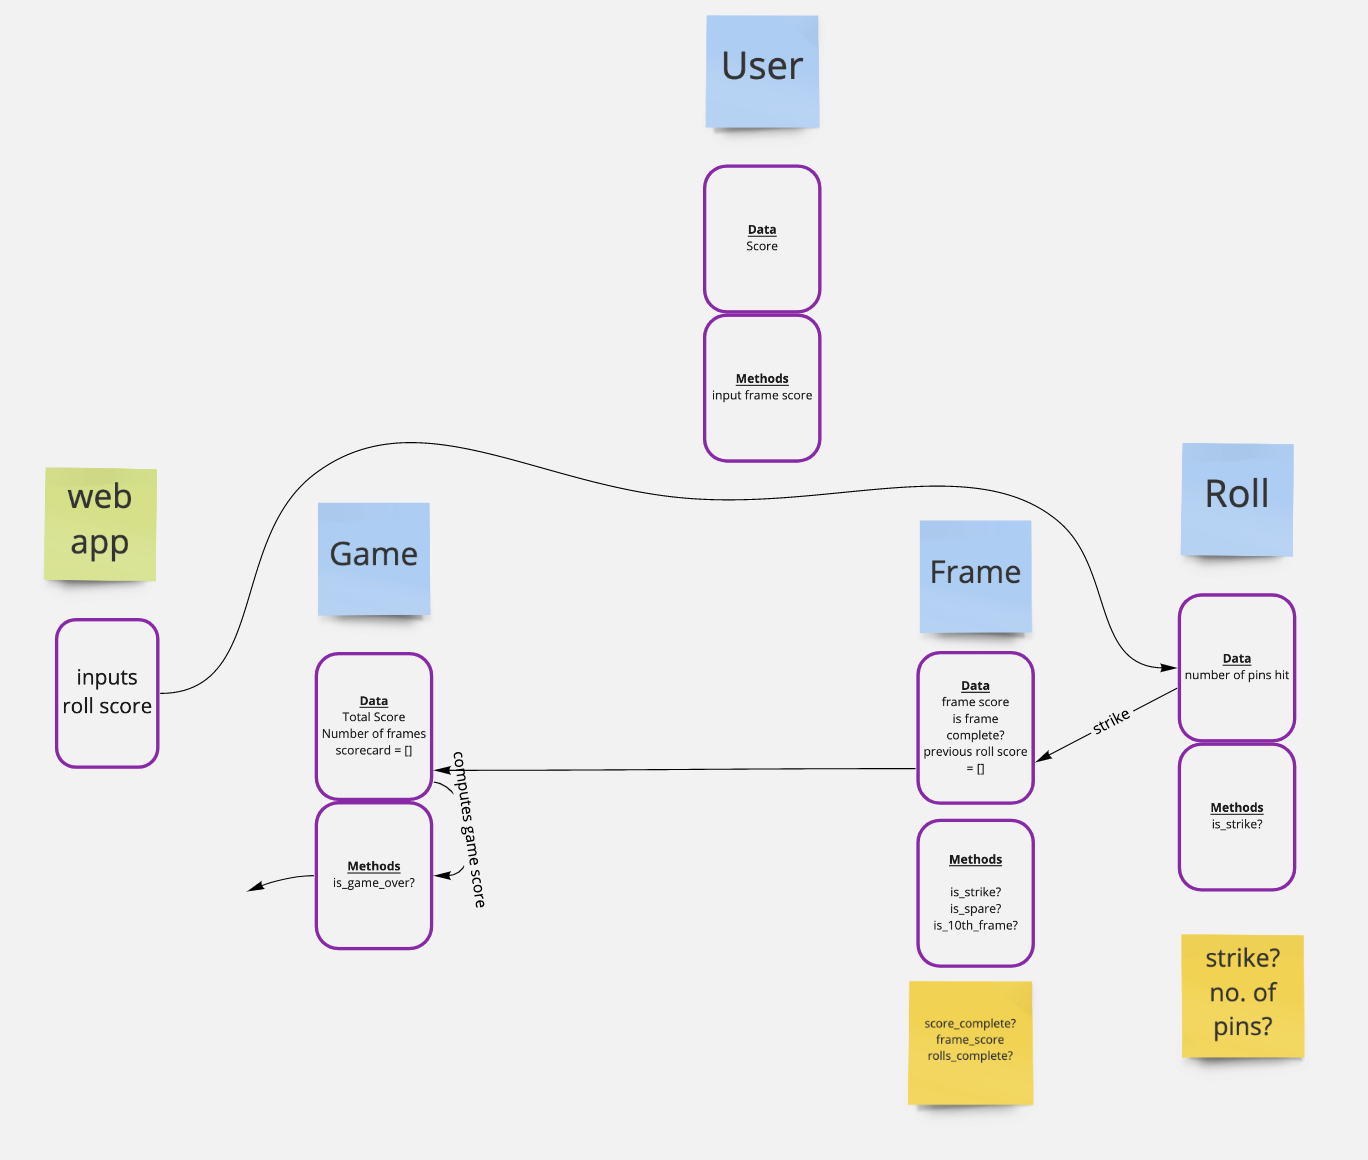 User
Data
Score
Methods
input frame score
web
app
inputs
roll score
Game
Data
Total Score
Number of frames
scorecard = []
computes game score
Methods
is_game_over?
Frame
Data
frame score
is frame
complete?
previous roll score
= []
Methods
is_strike?
is_spare?
is_10th_frame?
score_complete?
frame_score
rolls_complete?
strike
Roll
Data
number of pins hit
Methods
is_strike?
strike?
no. of
pins?